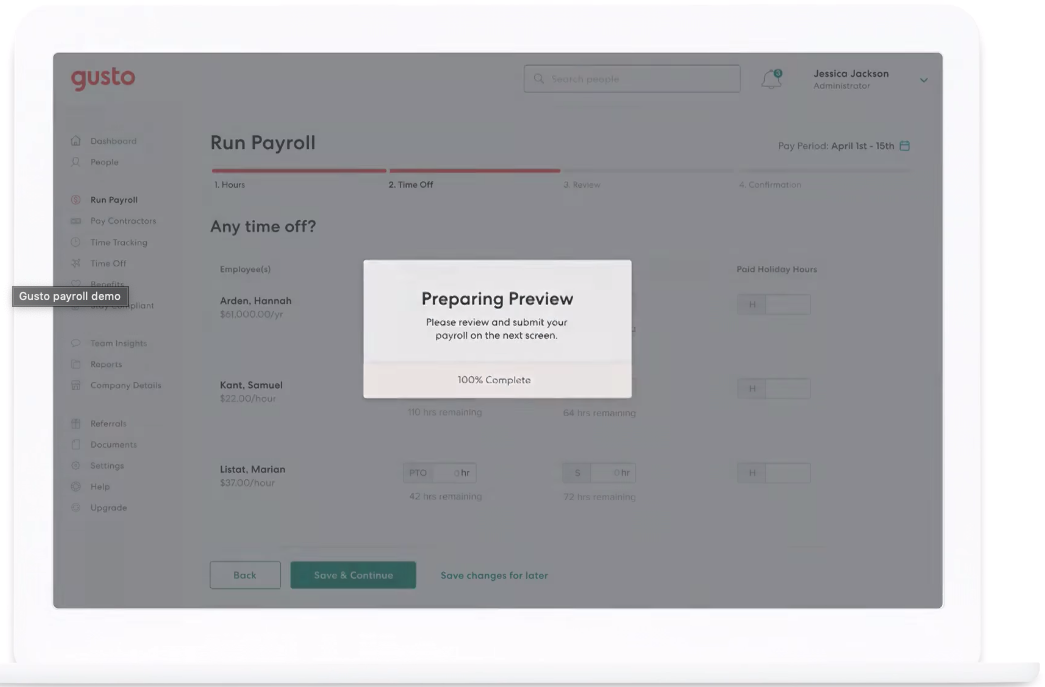 gusto
Search people
3
Jessica Jackson
Administrator
Dashboard
People
Run Payroll
Pay Contractors
Time Tracking
Time Off
Benefits
Gusto payroll demo
Team Insights
Reports
Company Details
Referrals
Documents
Settings
Help
Upgrade
Run Payroll
Pay Period: April 1st - 15th
1. Hours
2. Time Off
3. Review
4. Confirmation
Any time off?
Employee(s)
Paid Holiday Hours
Arden, Hannah
$61,000.00/yr
H
Preparing Preview
Please review and submit your
payroll on the next screen.
100% Complete
Kant, Samuel
$22.00/hour
H
110 hrs remaining
64 hrs remaining
Listat, Marian
$37.00/hour
PTO 0 hr
S 0 hr
H
42 hrs remaining
72 hrs remaining
Back
Save & Continue
Save changes for later